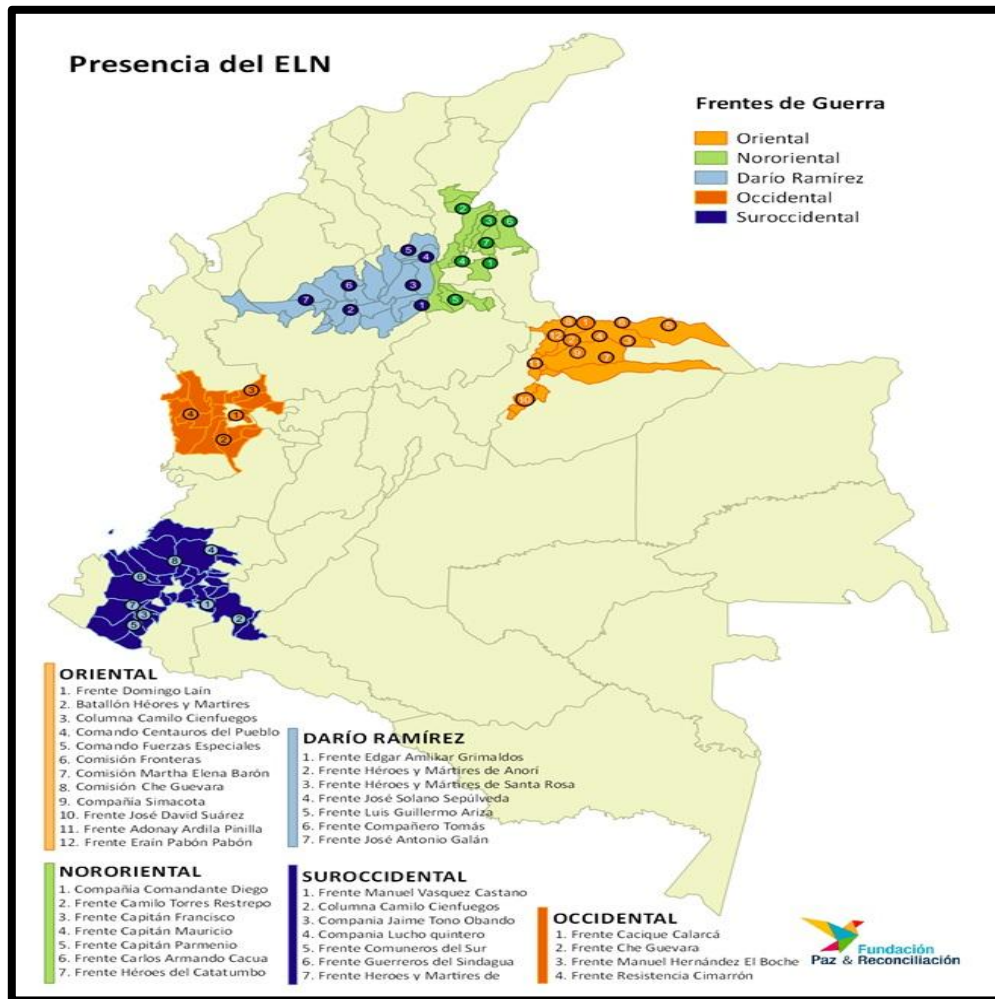 Presencia del ELN
Frentes de Guerra
Oriental
Nororiental
Darío Ramírez
Occidental
Suroccidental
ORIENTAL
1. Frente Domingo Laín
2. Batallón Héores y Martires
3. Columna Camilo Cienfuegos
4. Comando Centauros del Pueblo
5. Comando Fuerzas Especiales
6. Comisión Fronteras
7. Comisión Martha Elena Barón
8. Comisión Che Guevara
9. Compañía Simacota
10. Frente José David Suárez
11. Frente Adonay Ardila Pinilla
12. Frente Eraín Pabón Pabón
DARÍO RAMÍREZ
1. Frente Edgar Amilkar Grimaldos
2. Frente Héroes y Mártires de Anorí
3. Frente Héroes y Mártires de Santa Rosa
4. Frente José Solano Sepúlveda
5. Frente Luis Guillermo Ariza
6. Frente Compañero Tomás
7. Frente José Antonio Galán
NORORIENTAL
1. Compañía Comandante Diego
2. Frente Camilo Torres Restrepo
3. Frente Capitán Francisco
4. Frente Capitán Mauricio
5. Frente Capitán Parmenio
6. Frente Carlos Armando Cacua
7. Frente Héroes del Catatumbo
SUROCCIDENTAL
1. Frente Manuel Vasquez Castano
2. Columna Camilo Cienfuegos
3. Compania Jaime Tono Obando
4. Compania Lucho quintero
5. Frente Comuneros del Sur
6. Frente Guerreros del Sindagua
7. Frente Heroes y Martires de
OCCIDENTAL
1. Frente Cacique Calarcá
2. Frente Che Guevara
3. Frente Manuel Hernández El Boche
4. Frente Resistencia Cimarrón
Fundación
Paz & Reconciliación